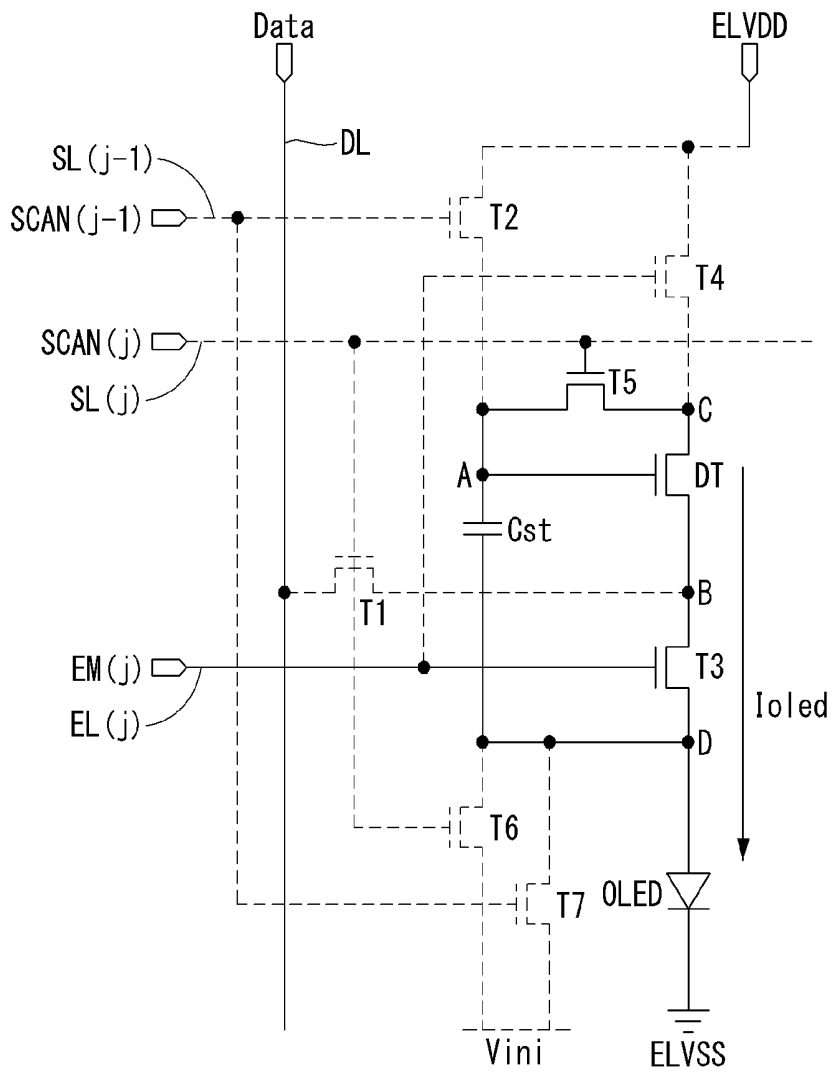 Data
ELVDD
DL
SL(j-1)
SCAN(j-1)
T2
T4
SCAN(j)
SL(j)
T5
C
A
DT
Cst
T1
B
EM(j)
EL(j)
T3
Ioled
D
T6
T7
OLED
Vini
ELVSS